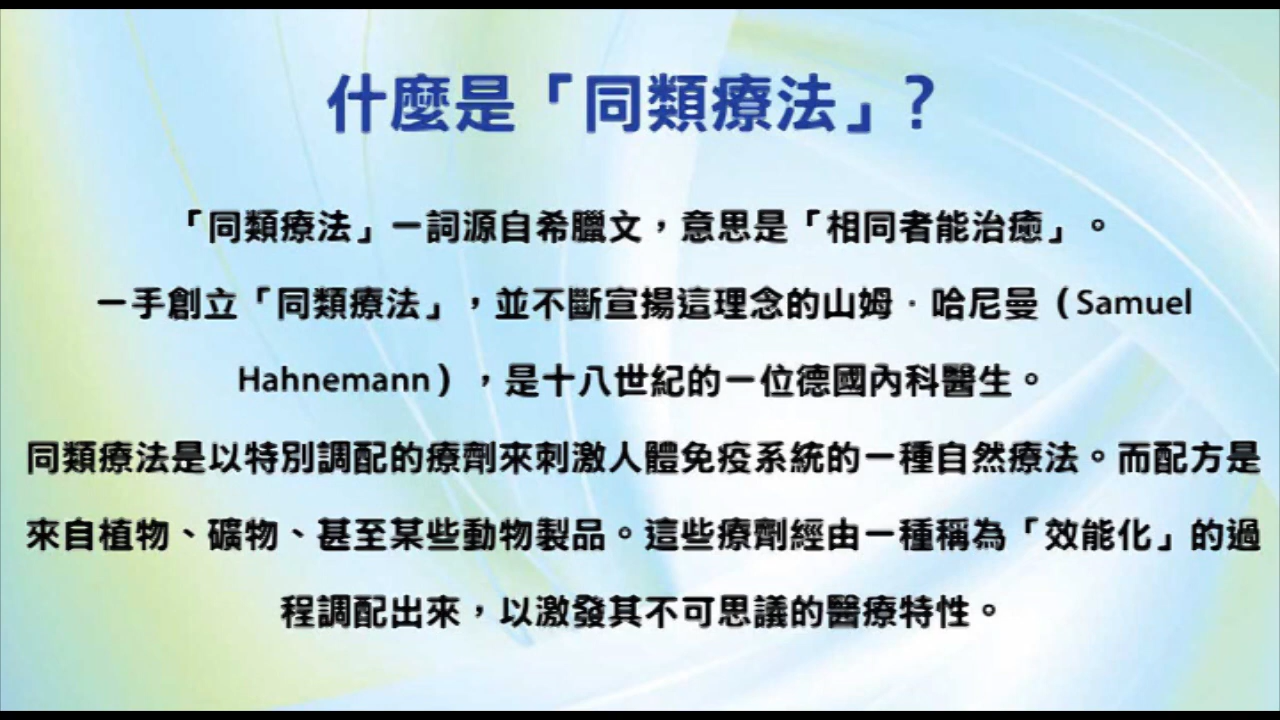 什麼是「同類療法」?
「同類療法」一詞源自希臘文，意思是「相同者能治癒」。
一手創立「同類療法」，並不斷宣揚這理念的山姆．哈尼曼（Samuel
Hahnemann），是十八世紀的一位德國內科醫生。
同類療法是以特別調配的療劑來刺激人體免疫系統的一種自然療法。而配方是
來自植物、礦物、甚至某些動物製品。這些療劑經由一種稱為「效能化」的過
程調配出來，以激發其不可思議的醫療特性。